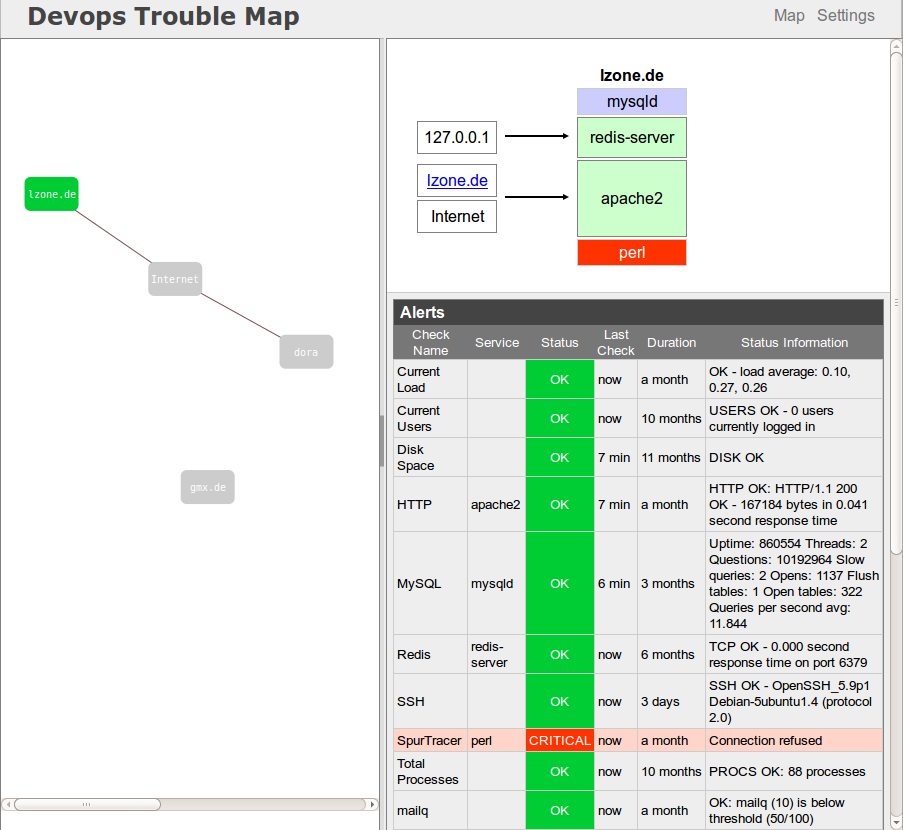 Devops Trouble Map
Map Settings
lzone.de
Internet
dora
gmx.de
lzone.de
mysqld
127.0.0.1
redis-server
lzone.de
apache2
Internet
perl
Alerts
Check Name Service Status Last Check Duration Status Information
Current
Load
OK now a month
OK - load average: 0.10,
0.27, 0.26
Current
Users
OK now 10 months
USERS OK - 0 users
currently logged in
Disk
Space
OK 7 min 11 months DISK OK
HTTP apache2 OK 7 min a month
HTTP OK: HTTP/1.1 200
OK - 167184 bytes in 0.041
second response time
MySQL mysqld OK 6 min 3 months
Uptime: 860554 Threads: 2
Questions: 10192964 Slow
queries: 2 Opens: 1137 Flush
tables: 1 Open tables: 322
Queries per second avg:
11.844
Redis
redis-
server
OK now 6 months
TCP OK - 0.000 second
response time on port 6379
SSH OK now 3 days
SSH OK - OpenSSH_5.9p1
Debian-5ubuntu1.4 (protocol
2.0)
SpurTracer perl CRITICAL now a month Connection refused
Total
Processes
OK now 10 months PROCS OK: 88 processes
mailq OK now a month
OK: mailq (10) is below
threshold (50/100)